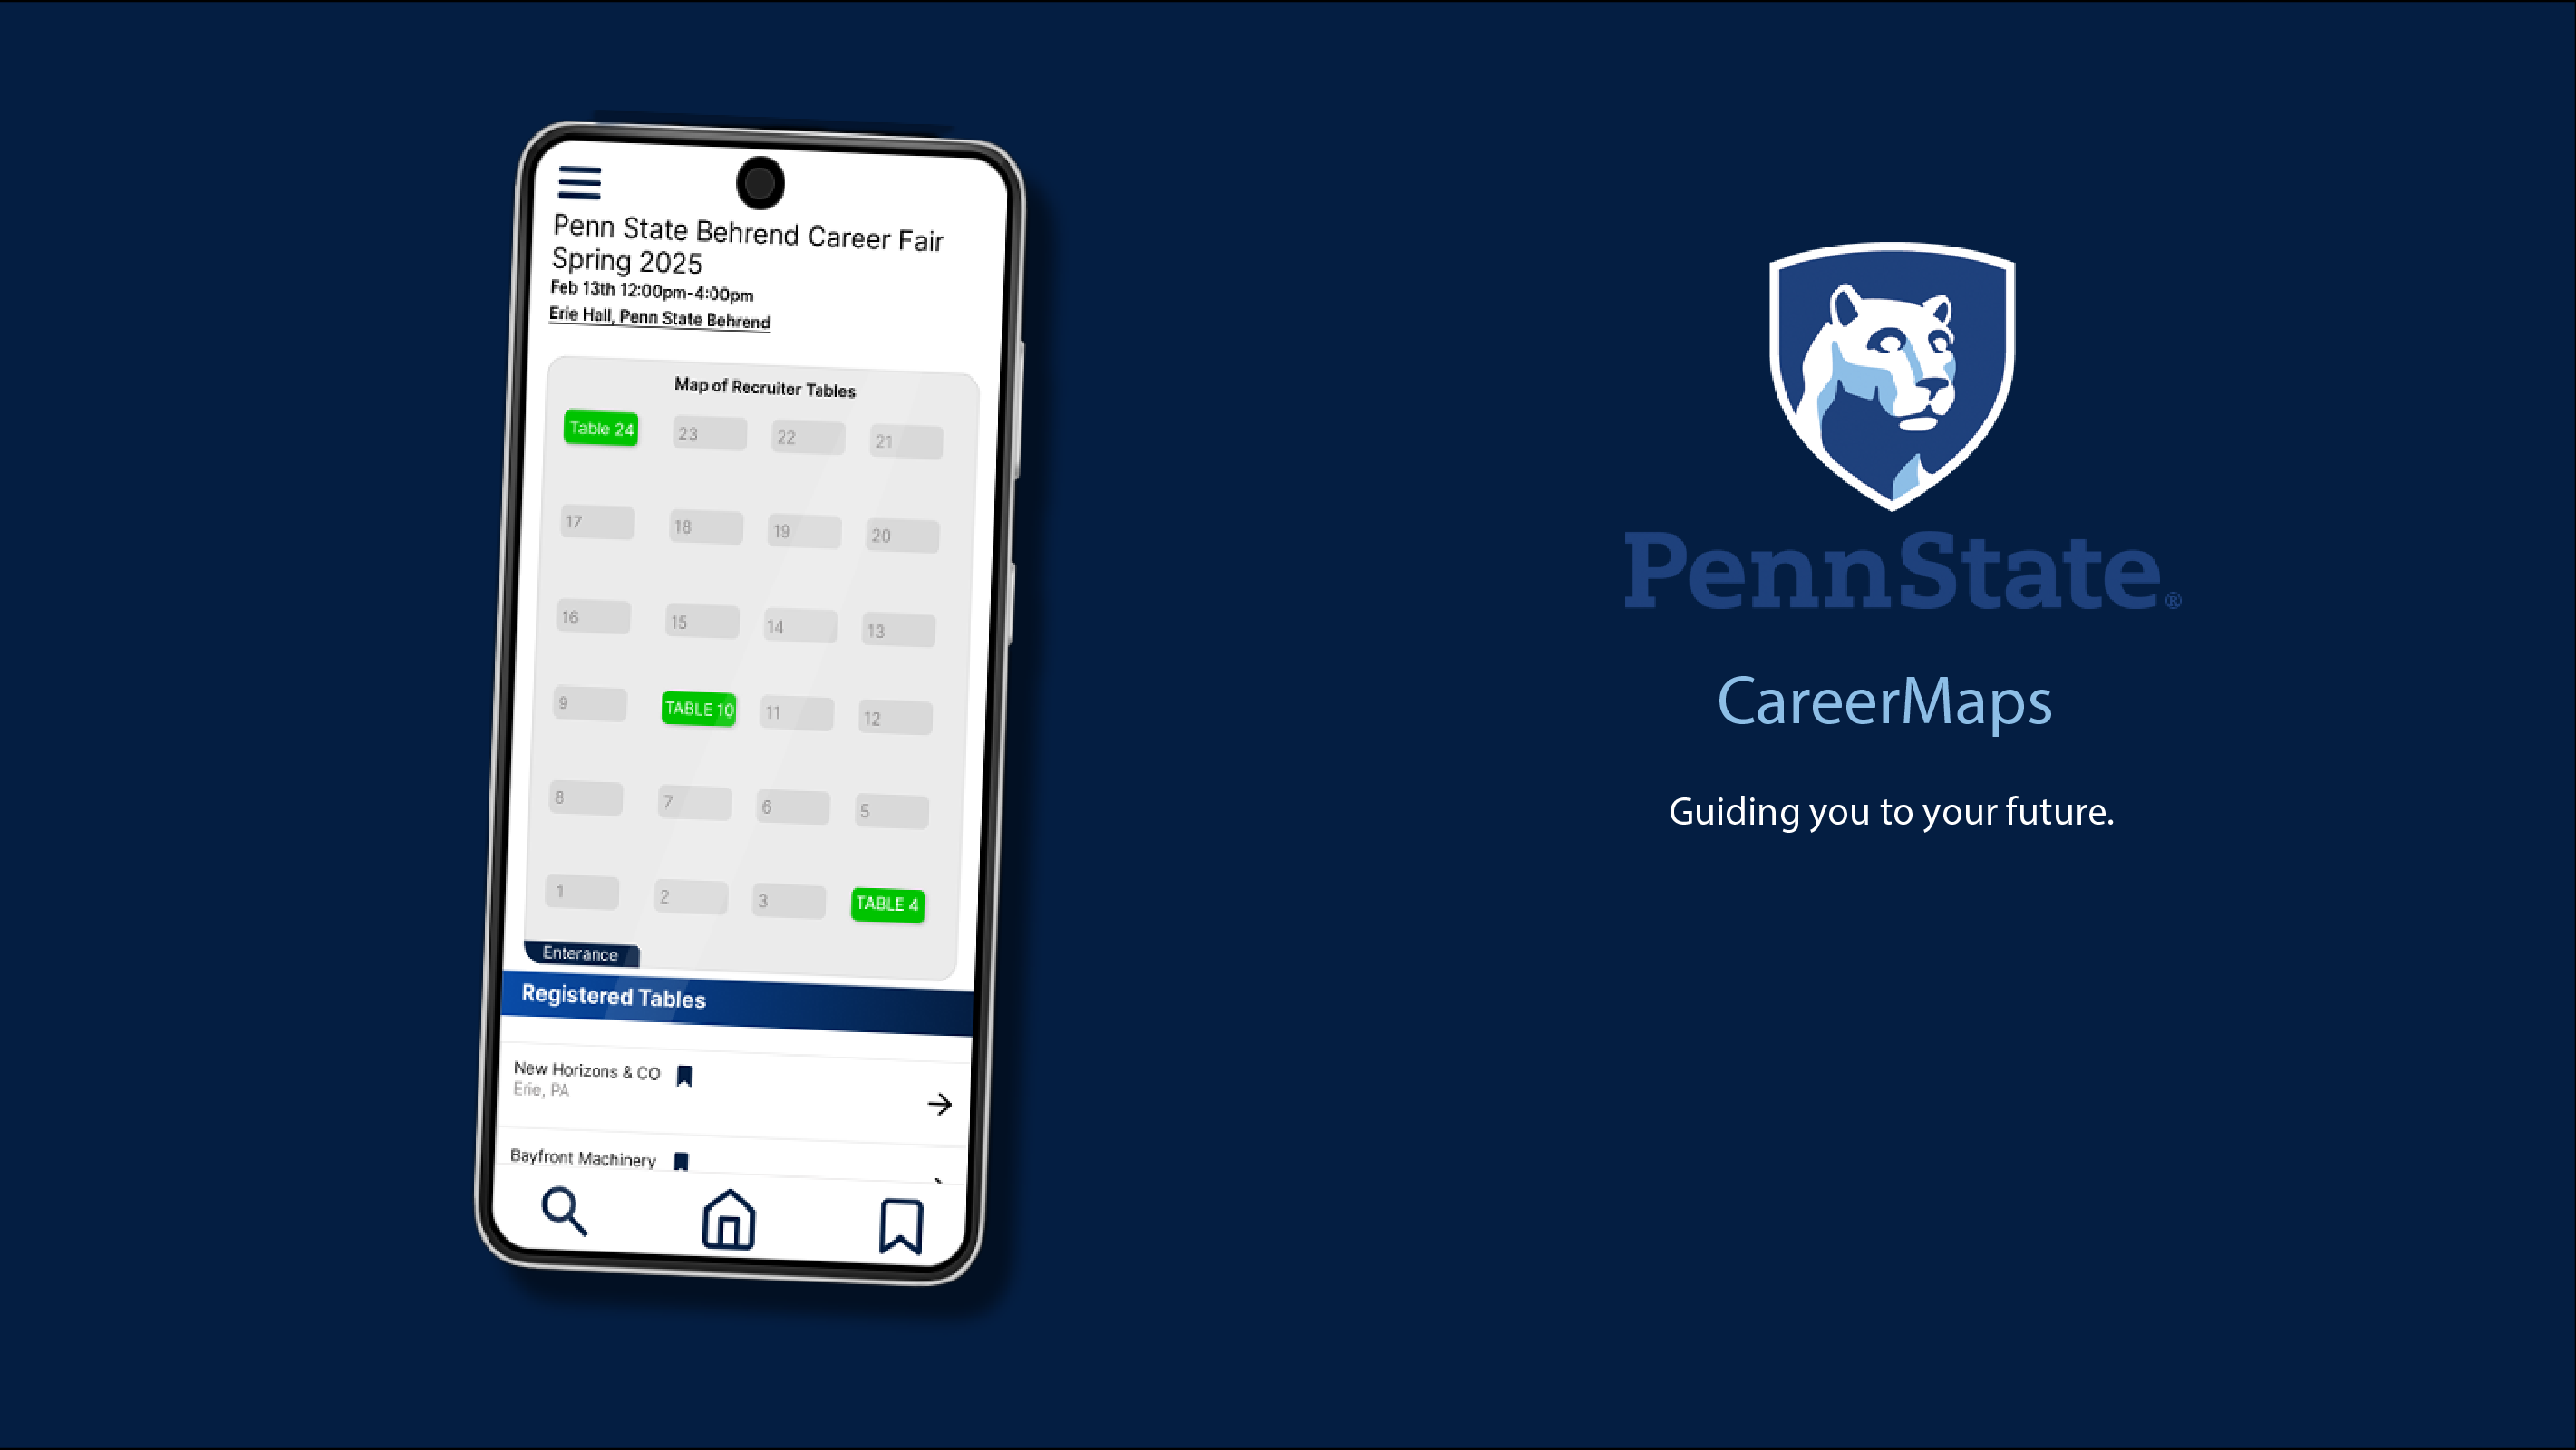 Penn State Behrend Career Fair
Spring 2025
Feb 13th 12:00pm-4:00pm
Erie Hall, Penn State Behrend
Map of Recruiter Tables
Table 24 23 22 21
17 18 19 20
16 15 14 13
9 TABLE 10 11 12
8 7 6 5
1 2 3 TABLE 4
Enterance
Registered Tables
New Horizons & CO
Erie, PA
Bayfront Machinery
PennState®
CareerMaps
Guiding you to your future.